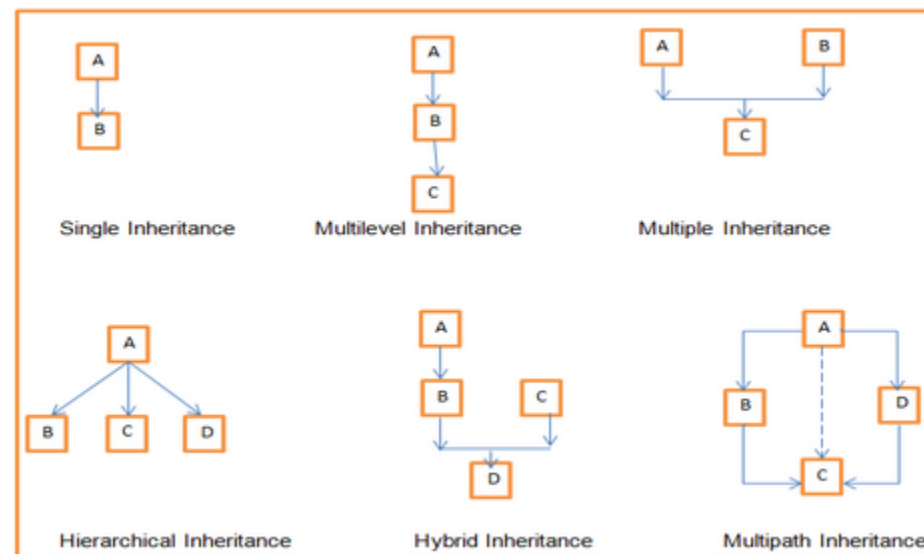 A
B
Single Inheritance
A
B
C
Multilevel Inheritance
A B
C
Multiple Inheritance
A
B C D
Hierarchical Inheritance
A
B C
D
Hybrid Inheritance
A
B D
C
Multipath Inheritance